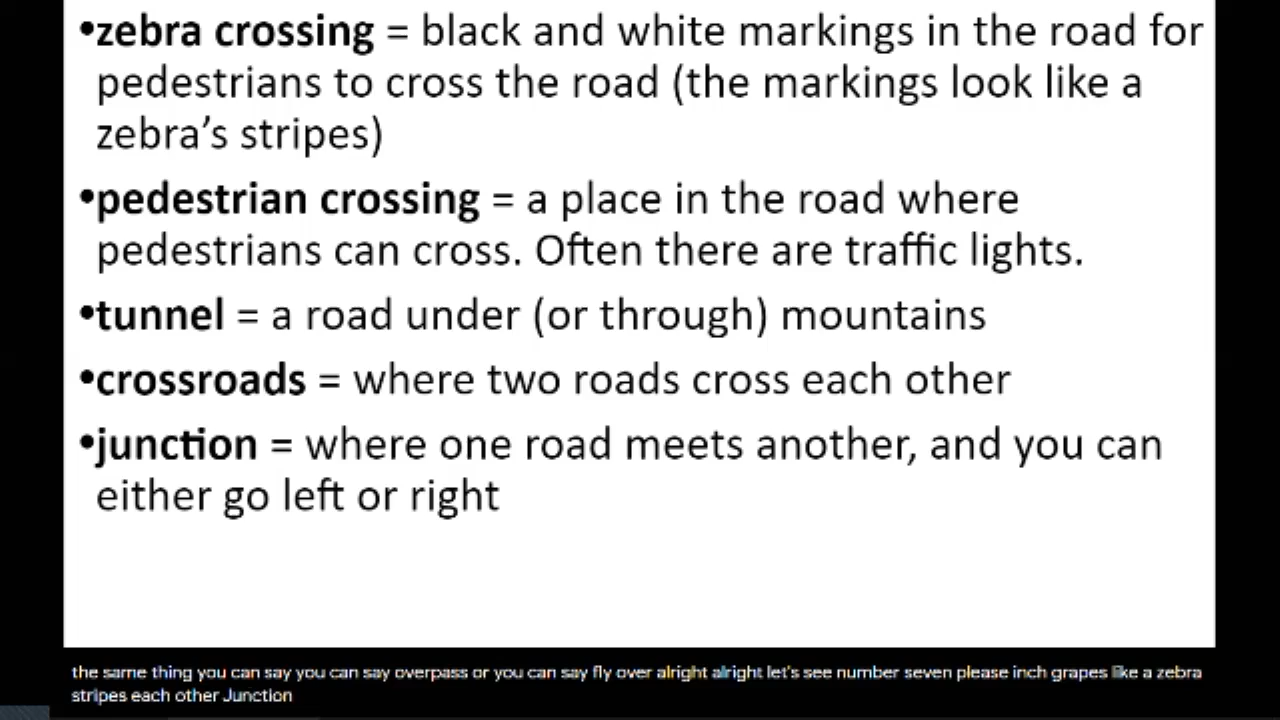 •zebra crossing = black and white markings in the road for
pedestrians to cross the road (the markings look like a
zebra’s stripes)
•pedestrian crossing = a place in the road where
pedestrians can cross. Often there are traffic lights.
•tunnel = a road under (or through) mountains
•crossroads = where two roads cross each other
•junction = where one road meets another, and you can
either go left or right
the same thing you can say you can say overpass or you can say fly over alright alright let's see number seven please inch grapes like a zebra
stripes each other Junction